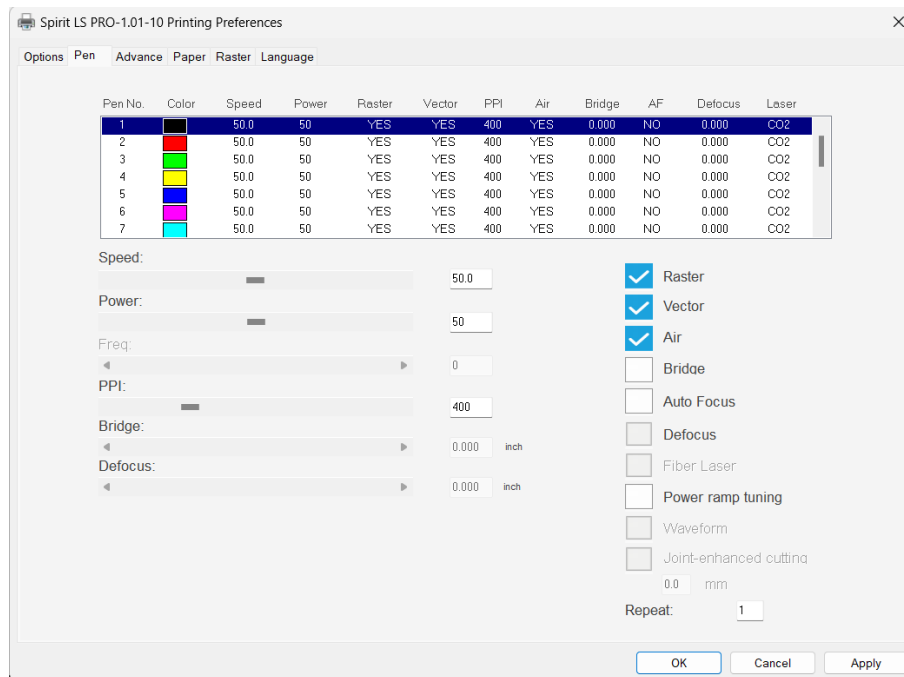 Spirit LS PRO-1.01-10 Printing Preferences
Options Pen Advance Paper Raster Language
Pen No. Color Speed Power Raster Vector PPI Air Bridge AF Defocus Laser
1 50.0 50 YES YES 400 YES 0.000 NO 0.000 CO2
2 50.0 50 YES YES 400 YES 0.000 NO 0.000 CO2
3 50.0 50 YES YES 400 YES 0.000 NO 0.000 CO2
4 50.0 50 YES YES 400 YES 0.000 NO 0.000 CO2
5 50.0 50 YES YES 400 YES 0.000 NO 0.000 CO2
6 50.0 50 YES YES 400 YES 0.000 NO 0.000 CO2
7 50.0 50 YES YES 400 YES 0.000 NO 0.000 CO2
Speed:
50.0
Power:
50
Freq:
0
PPI:
400
Bridge:
0.000 inch
Defocus:
0.000 inch
Raster
Vector
Air
Bridge
Auto Focus
Defocus
Fiber Laser
Power ramp tuning
Waveform
Joint-enhanced cutting
0.0 mm
Repeat: 1
OK Cancel Apply